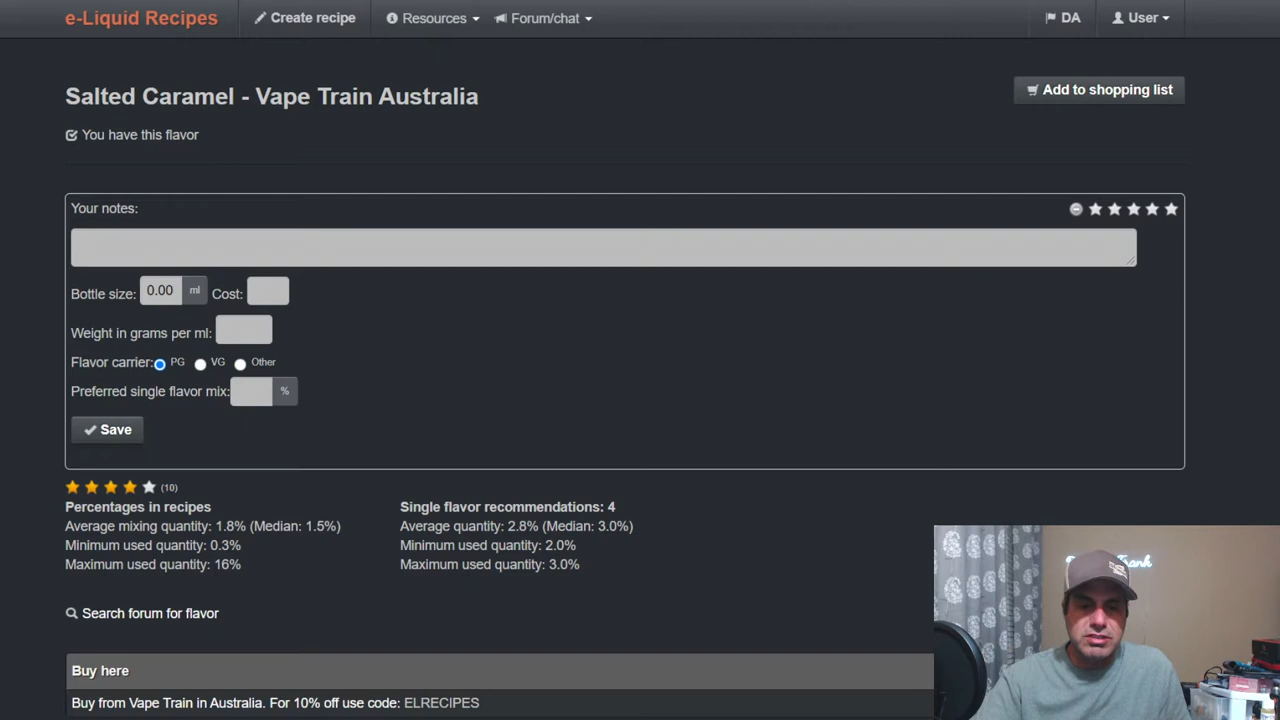 e-Liquid Recipes Create recipe Resources Forum/chat DA User
Salted Caramel - Vape Train Australia
Add to shopping list
You have this flavor
Your notes:
Bottle size: 0.00 ml Cost:
Weight in grams per ml:
Flavor carrier: PG VG Other
Preferred single flavor mix: %
Save
(10)
Percentages in recipes
Average mixing quantity: 1.8% (Median: 1.5%)
Minimum used quantity: 0.3%
Maximum used quantity: 16%
Single flavor recommendations: 4
Average quantity: 2.8% (Median: 3.0%)
Minimum used quantity: 2.0%
Maximum used quantity: 3.0%
Search forum for flavor
Buy here
Buy from Vape Train in Australia. For 10% off use code: ELRECIPES